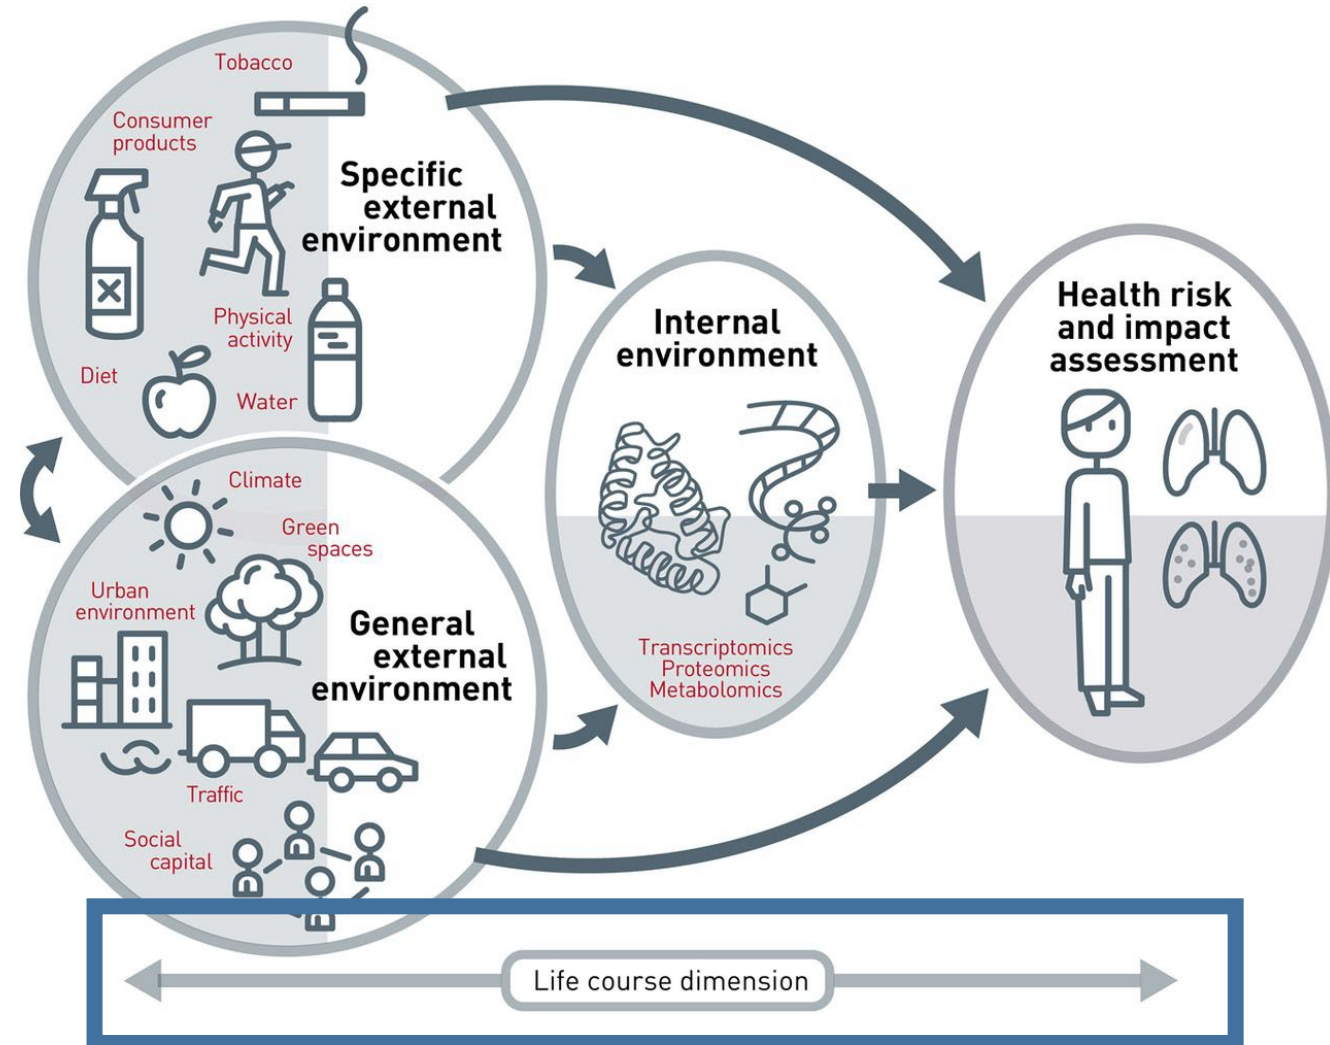 Tobacco
Consumer
products
Specific
external
environment
Physical
activity
Diet
Water
Climate
Green
spaces
Urban
environment
General
external
environment
Traffic
Social
capital
Internal
environment
Transcriptomics
Proteomics
Metabolomics
Health risk
and impact
assessment
Life course dimension